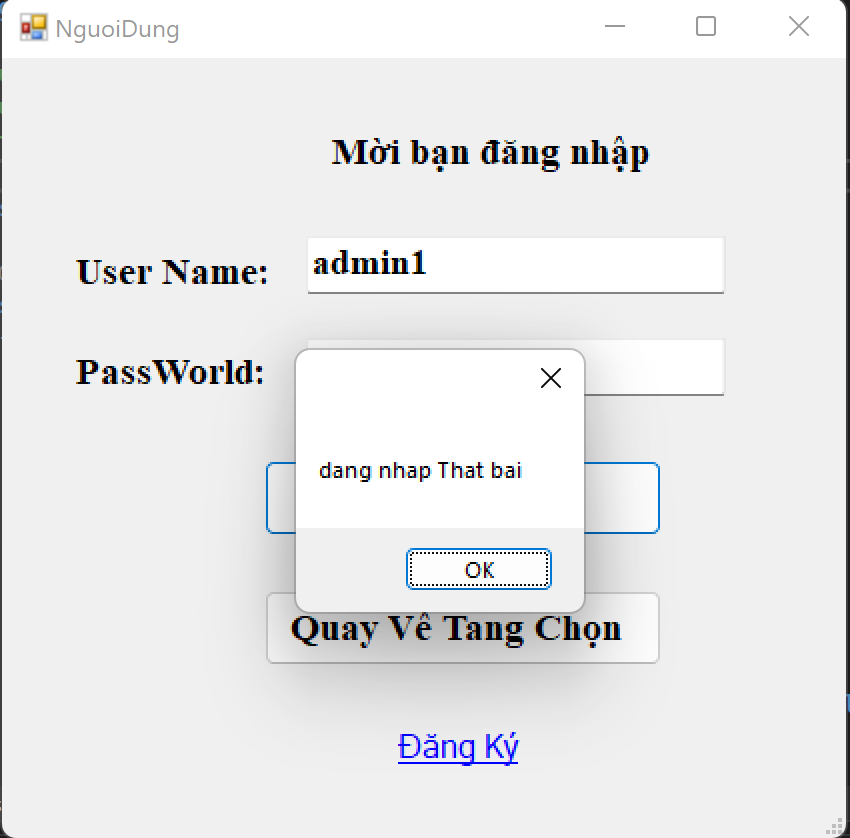 NguoiDung
Mời bạn đăng nhập
User Name:
admin1
PassWorld:
dang nhap That bai
OK
Quay Về Tang Chọn
Đăng Ký